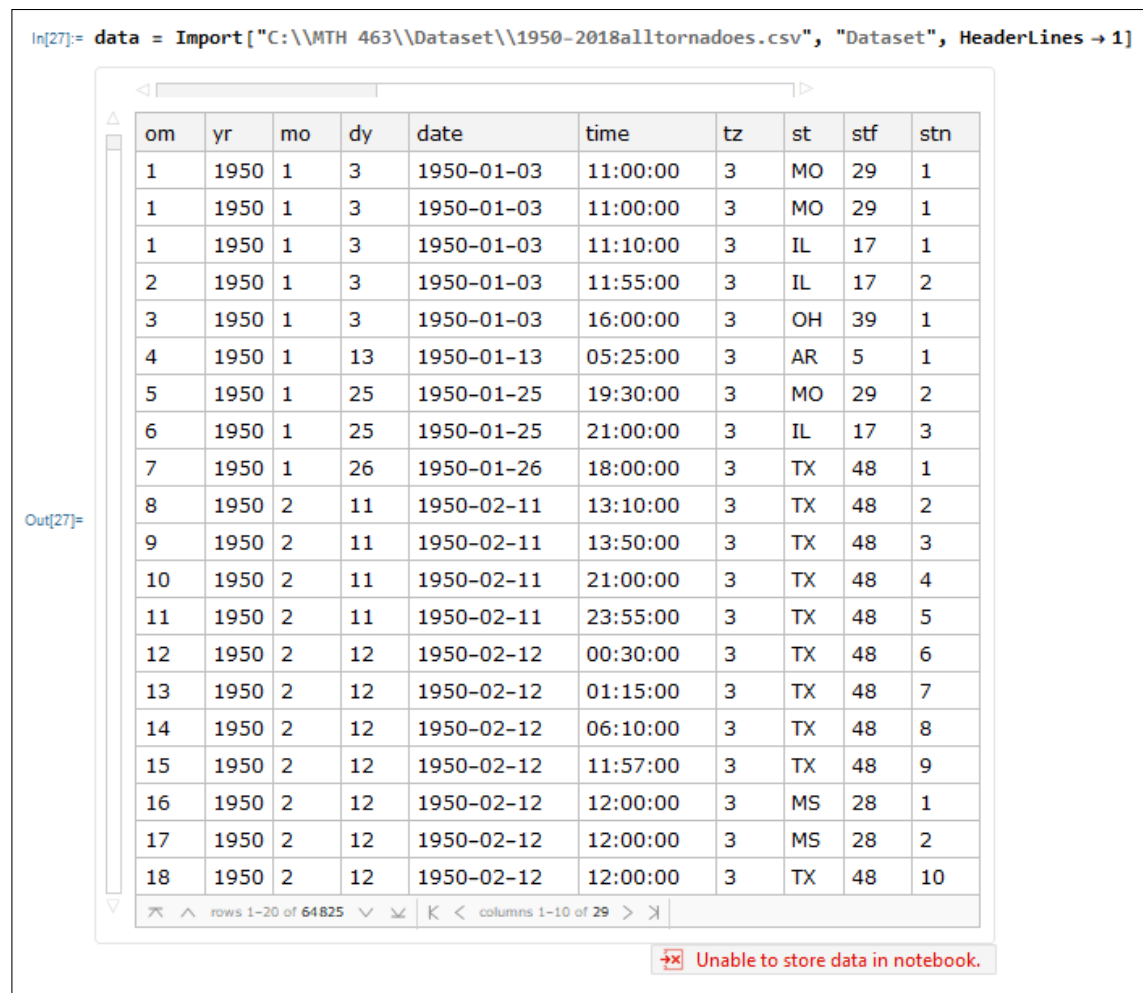 In[27]:= data = Import["C:\\MTH 463\\Dataset\\1950-2018alltornadoes.csv", "Dataset", HeaderLines → 1]
om yr mo dy date time tz st stf stn
1 1950 1 3 1950-01-03 11:00:00 3 MO 29 1
1 1950 1 3 1950-01-03 11:00:00 3 MO 29 1
1 1950 1 3 1950-01-03 11:10:00 3 IL 17 1
2 1950 1 3 1950-01-03 11:55:00 3 IL 17 2
3 1950 1 3 1950-01-03 16:00:00 3 OH 39 1
4 1950 1 13 1950-01-13 05:25:00 3 AR 5 1
5 1950 1 25 1950-01-25 19:30:00 3 MO 29 2
6 1950 1 25 1950-01-25 21:00:00 3 IL 17 3
7 1950 1 26 1950-01-26 18:00:00 3 TX 48 1
8 1950 2 11 1950-02-11 13:10:00 3 TX 48 2
Out[27]=
9 1950 2 11 1950-02-11 13:50:00 3 TX 48 3
10 1950 2 11 1950-02-11 21:00:00 3 TX 48 4
11 1950 2 11 1950-02-11 23:55:00 3 TX 48 5
12 1950 2 12 1950-02-12 00:30:00 3 TX 48 6
13 1950 2 12 1950-02-12 01:15:00 3 TX 48 7
14 1950 2 12 1950-02-12 06:10:00 3 TX 48 8
15 1950 2 12 1950-02-12 11:57:00 3 TX 48 9
16 1950 2 12 1950-02-12 12:00:00 3 MS 28 1
17 1950 2 12 1950-02-12 12:00:00 3 MS 28 2
18 1950 2 12 1950-02-12 12:00:00 3 TX 48 10
rows 1-20 of 64825 columns 1-10 of 29
Unable to store data in notebook.